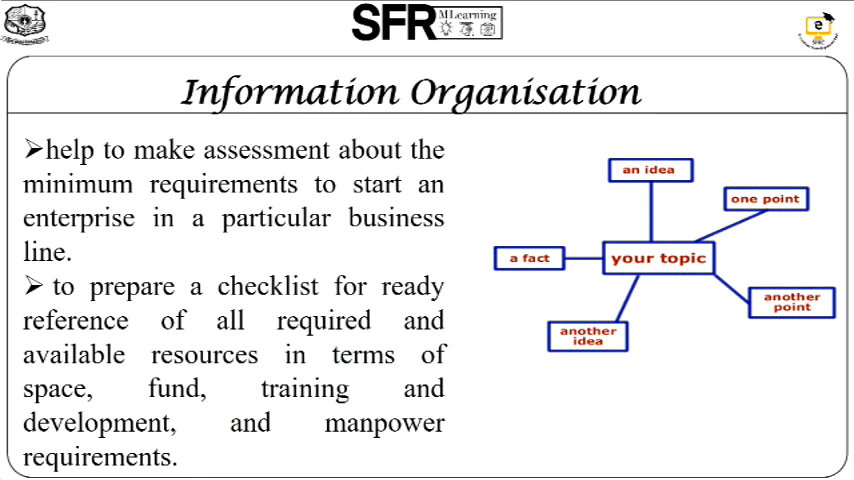 SFR MLearning
e
SFRC
Information Organisation
➢help to make assessment about the
minimum requirements to start an
enterprise in a particular business
line.
➢ to prepare a checklist for ready
reference of all required and
available resources in terms of
space, fund, training and
development, and manpower
requirements.
an idea
one point
a fact
your topic
another
point
another
idea